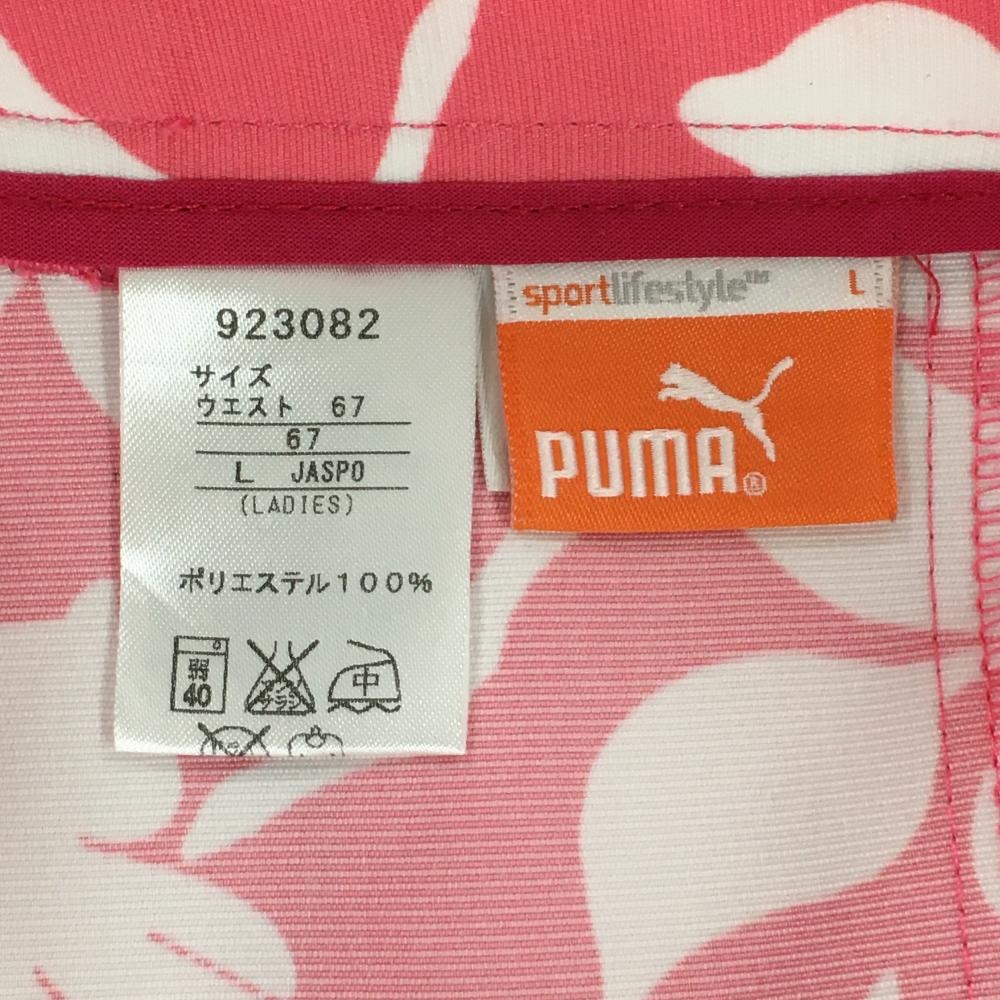 923082
サイズ
ウエスト 67
67
L JASPO
(LADIES)
ポリエステル100%
弱
40
中
sportlifestyle™ L
PUMA®